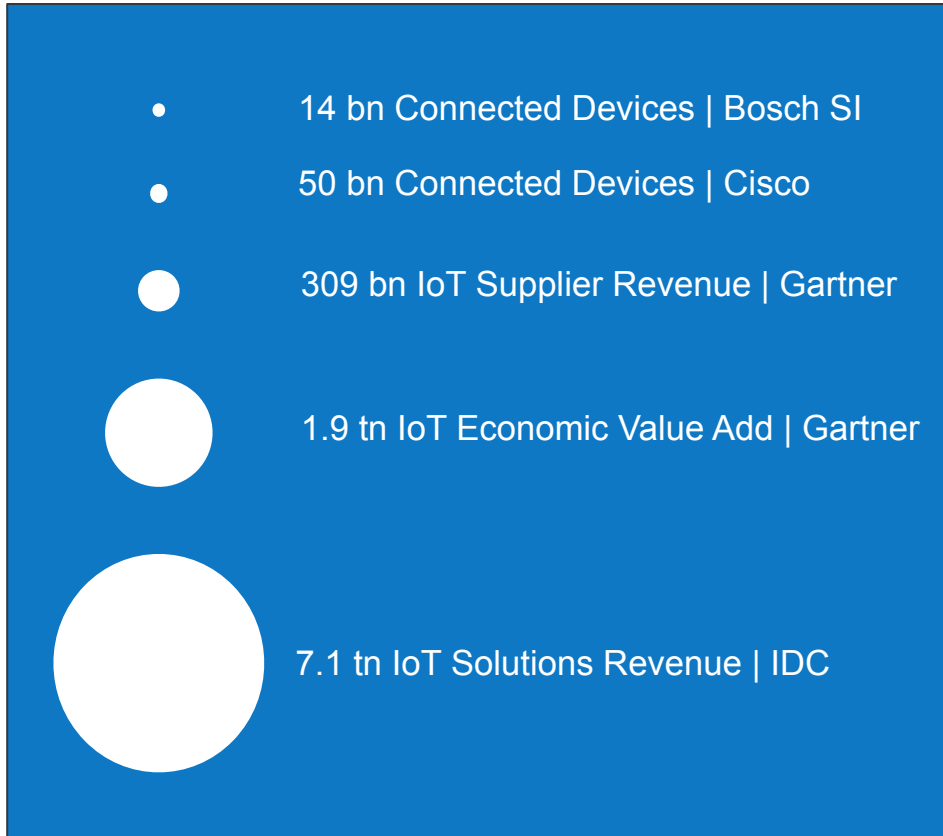 14 bn Connected Devices | Bosch SI
50 bn Connected Devices | Cisco
309 bn IoT Supplier Revenue | Gartner
1.9 tn IoT Economic Value Add | Gartner
7.1 tn IoT Solutions Revenue | IDC